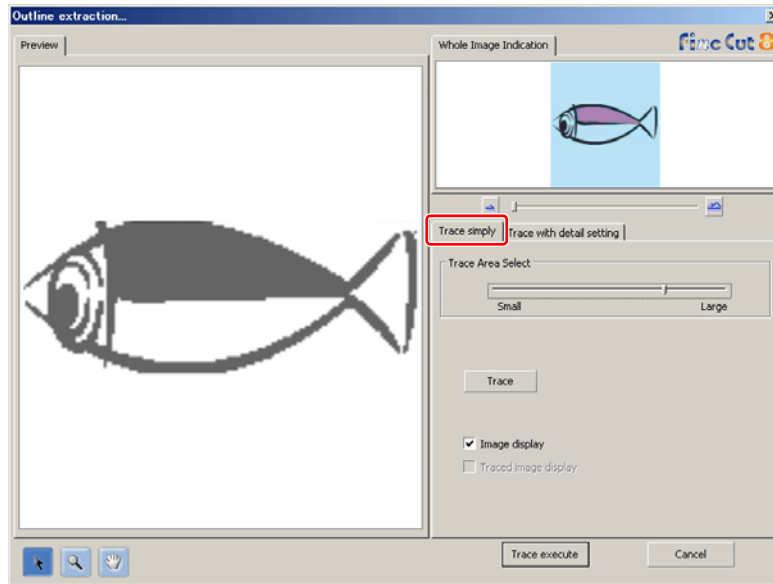 Outline extraction...
Preview
Whole Image Indication
Fine Cut 8
Trace simply
Trace with detail setting
Trace Area Select
Small
Large
Trace
Image display
Traced image display
Trace execute
Cancel